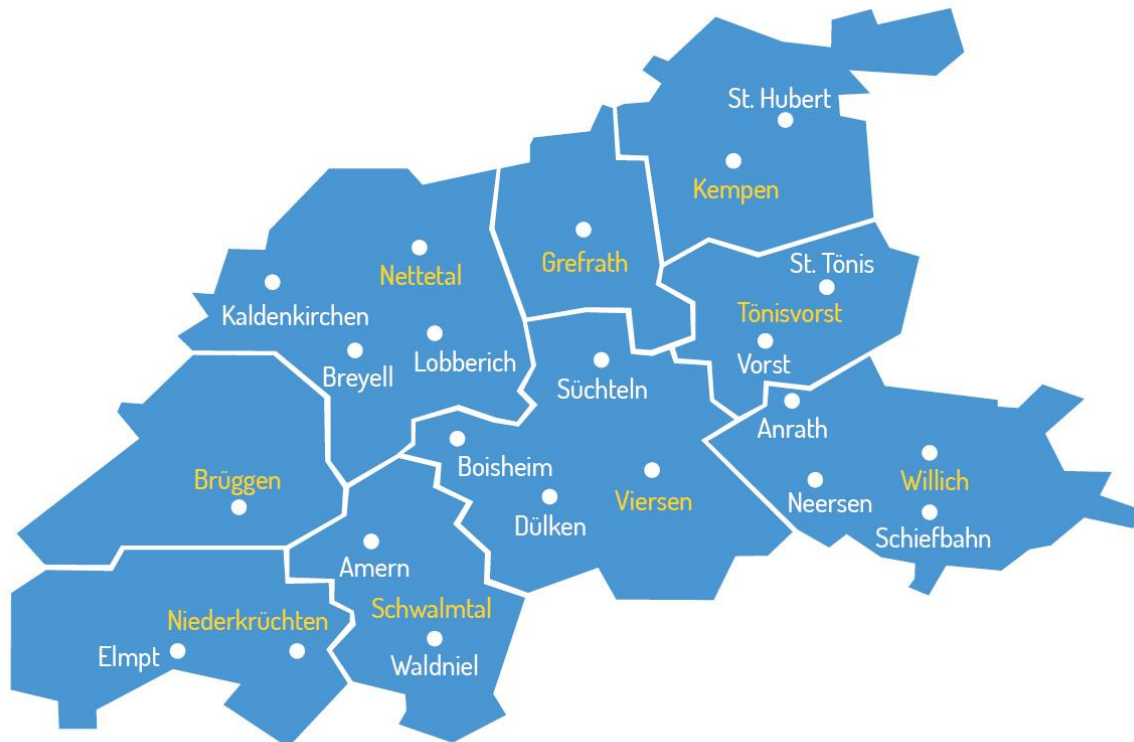 St. Hubert
Kempen
Grefrath
Nettetal
St. Tönis
Kaldenkirchen
Tönisvorst
Breyell
Lobberich
Vorst
Süchteln
Anrath
Boisheim
Brüggen
Viersen
Willich
Neersen
Dülken
Schiefbahn
Amern
Schwalmtal
Niederkrüchten
Elmpt
Waldniel